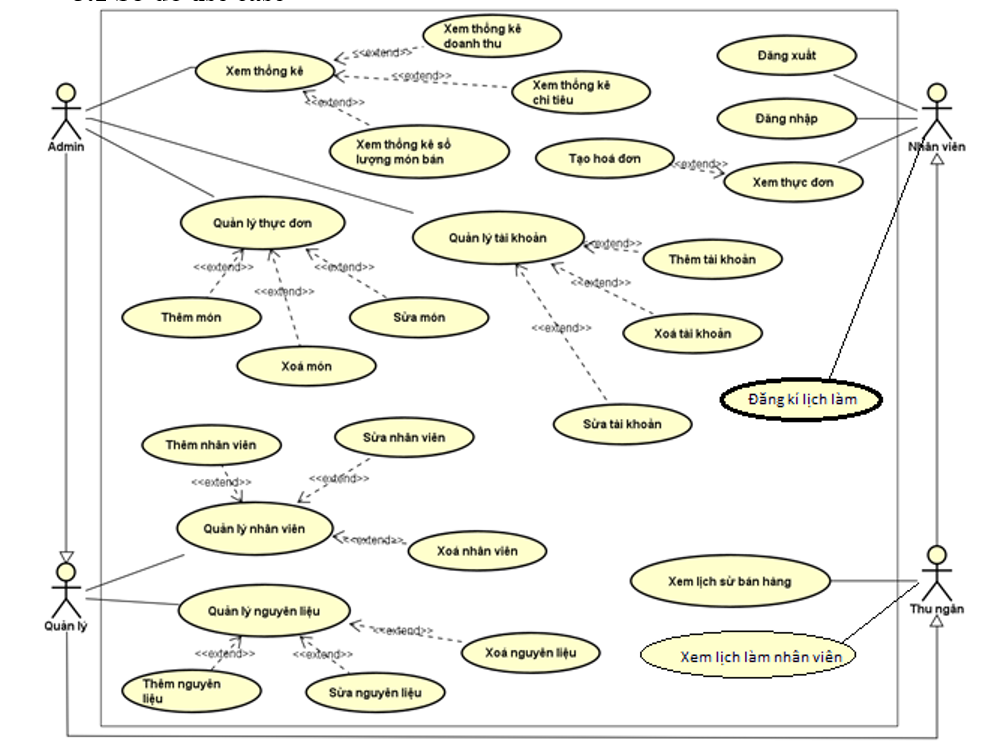 Xem thống kê
doanh thu
<<extend>>
Xem thống kê
<<extend>>
Xem thống kê
chi tiêu
<<extend>>
Xem thống kê số
lượng món bán
Đăng xuất
Đăng nhập
Admin
Nhân viên
Tạo hoá đơn
<<extend>>
Xem thực đơn
Quản lý thực đơn
Quản lý tài khoản
<<extend>>
Thêm tài khoản
<<extend>>
<<extend>>
<<extend>>
<<extend>>
Thêm món
Sửa món
<<extend>>
Xoá tài khoản
Xoá món
Đăng kí lịch làm
Sửa tài khoản
Thêm nhân viên
Sửa nhân viên
<<extend>>
<<extend>>
Quản lý nhân viên
<<extend>>
Xoá nhân viên
Quản lý
Quản lý nguyên liệu
Xem lịch sử bán hàng
Thu ngân
<<extend>>
<<extend>>
<<extend>>
Xoá nguyên liệu
Xem lịch làm nhân viên
Thêm nguyên
liệu
Sửa nguyên liệu